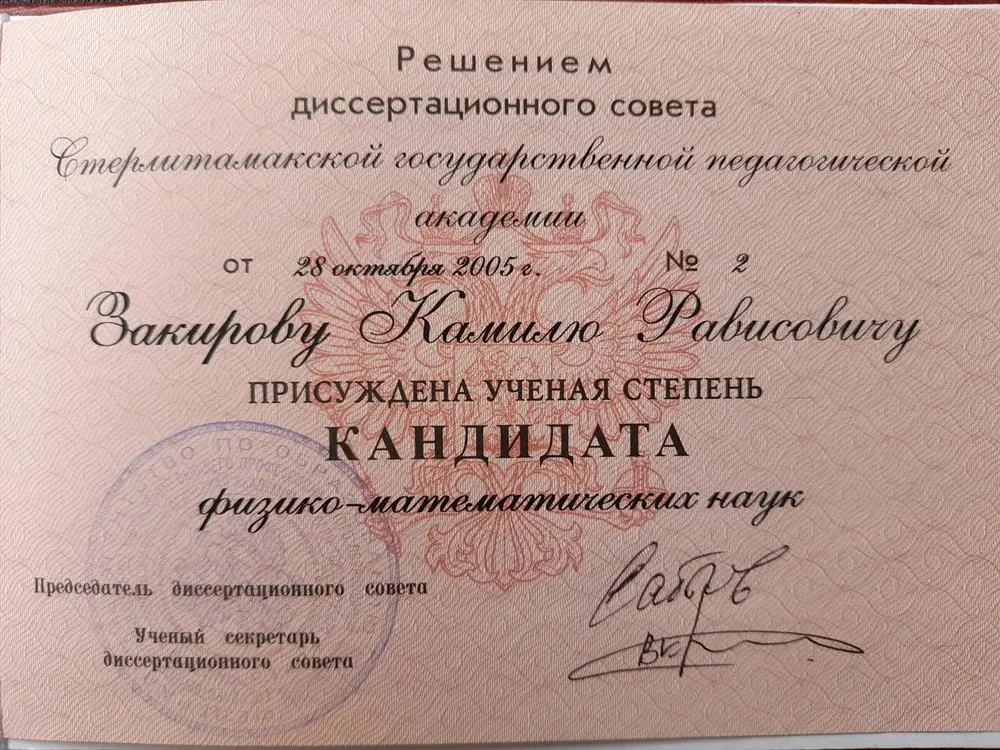 Решением
диссертационного совета
Стерлитамакской государственной педагогической
академии
от 28 октября 2005 г. № 2
Закирову Камилю Рависовичу
ПРИСУЖДЕНА УЧЕНАЯ СТЕПЕНЬ
КАНДИДАТА
физико-математических наук
Председатель диссертационного совета
Ученый секретарь
диссертационного совета